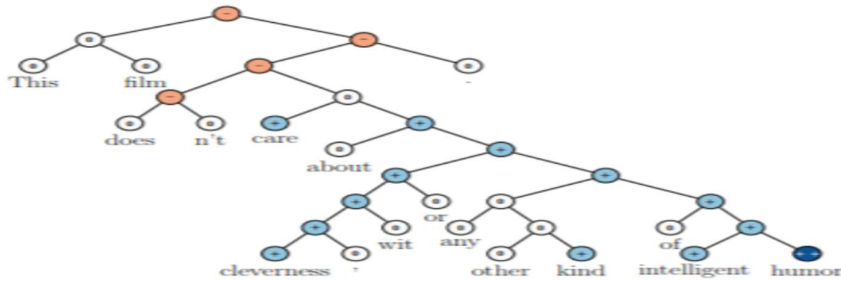 This film .
does n't care
about
or
wit any of
cleverness , other kind intelligent humor